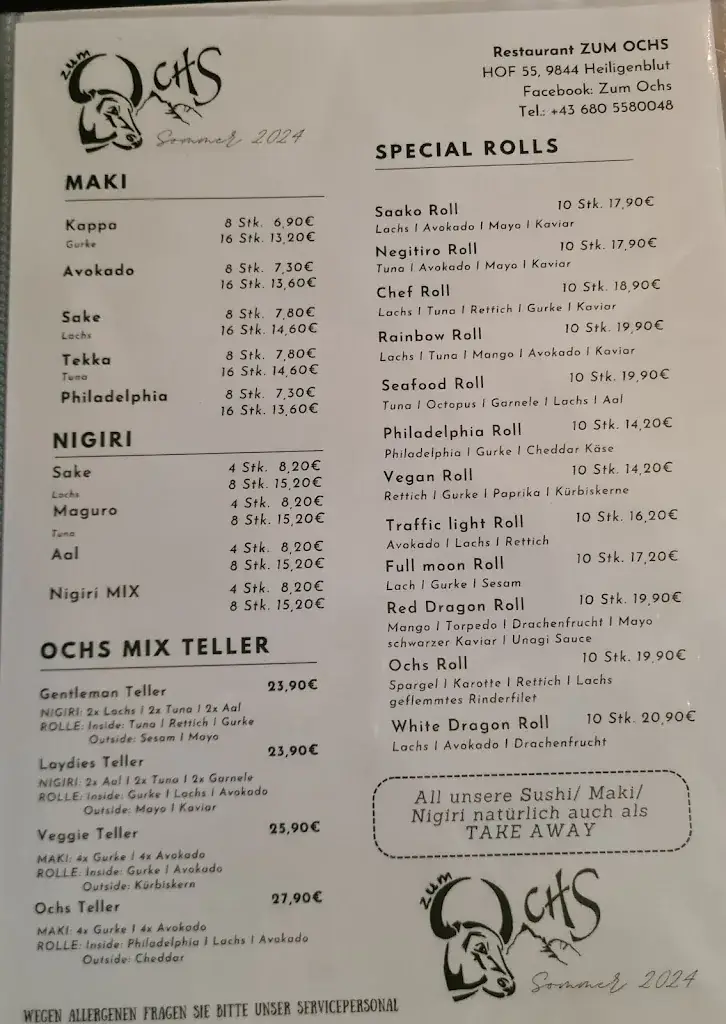 zum OCHS
Sommer 2024
Restaurant ZUM OCHS
HOF 55, 9844 Heiligenblut
Facebook: Zum Ochs
Tel.: +43 680 5580048
MAKI
Kappa 8 Stk. 6,90€
Gurke 16 Stk. 13,20€
Avokado 8 Stk. 7,30€
16 Stk. 13,60€
Sake 8 Stk. 7,80€
Lachs 16 Stk. 14,60€
Tekka 8 Stk. 7,80€
Tuna 16 Stk. 14,60€
Philadelphia 8 Stk. 7,30€
16 Stk. 13,60€
NIGIRI
Sake 4 Stk. 8,20€
8 Stk. 15,20€
Lachs
Maguro 4 Stk. 8,20€
8 Stk. 15,20€
Tuna
Aal 4 Stk. 8,20€
8 Stk. 15,20€
Nigiri MIX 4 Stk. 8,20€
8 Stk. 15,20€
OCHS MIX TELLER
Gentleman Teller 23,90€
NIGIRI: 2x Lachs I 2x Tuna I 2x Aal
ROLLE: Inside: Tuna I Rettich I Gurke
Outside: Sesam I Mayo
Laydies Teller 23,90€
NIGIRI: 2x Aal I 2x Tuna I 2x Garnele
ROLLE: Inside: Gurke I Lachs I Avokado
Outside: Mayo I Kaviar
Veggie Teller 25,90€
MAKI: 4x Gurke I 4x Avokado
ROLLE: Inside: Gurke I Avokado
Outside: Kürbiskern
Ochs Teller 27,90€
MAKI: 4x Gurke I 4x Avokado
ROLLE: Inside: Philadelphia I Lachs I Avokado
Outside: Cheddar
WEGEN ALLERGENEN FRAGEN SIE BITTE UNSER SERVICEPERSONAL
SPECIAL ROLLS
Saako Roll 10 Stk. 17,90€
Lachs I Avokado I Mayo I Kaviar
Negitiro Roll 10 Stk. 17,90€
Tuna I Avokado I Mayo I Kaviar
Chef Roll 10 Stk. 18,90€
Lachs I Tuna I Rettich I Gurke I Kaviar
Rainbow Roll 10 Stk. 19,90€
Lachs I Tuna I Mango I Avokado I Kaviar
Seafood Roll 10 Stk. 19,90€
Tuna I Octopus I Garnele I Lachs I Aal
Philadelphia Roll 10 Stk. 14,20€
Philadelphia I Gurke I Cheddar Käse
Vegan Roll 10 Stk. 14,20€
Rettich I Gurke I Paprika I Kürbiskerne
Traffic light Roll 10 Stk. 16,20€
Avokado I Lachs I Rettich
Full moon Roll 10 Stk. 17,20€
Lach I Gurke I Sesam
Red Dragon Roll 10 Stk. 19,90€
Mango I Torpedo I Drachenfrucht I Mayo
schwarzer Kaviar I Unagi Sauce
Ochs Roll 10 Stk. 19,90€
Spargel I Karotte I Rettich I Lachs
geflemmtes Rinderfilet
White Dragon Roll 10 Stk. 20,90€
Lachs I Avokado I Drachenfrucht
All unsere Sushi/ Maki/
Nigiri natürlich auch als
TAKE AWAY
zum OCHS
Sommer 2024